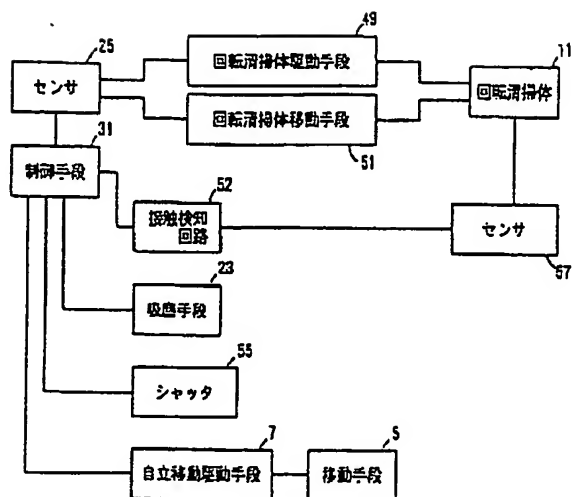 49
25
11
センサ
回転清掃体駆動手段
回転清掃体
回転清掃体移動手段
31
51
制御手段
52
接触検知
回路
センサ
57
23
吸塵手段
55
シャッタ
7
5
自立移動駆動手段
移動手段